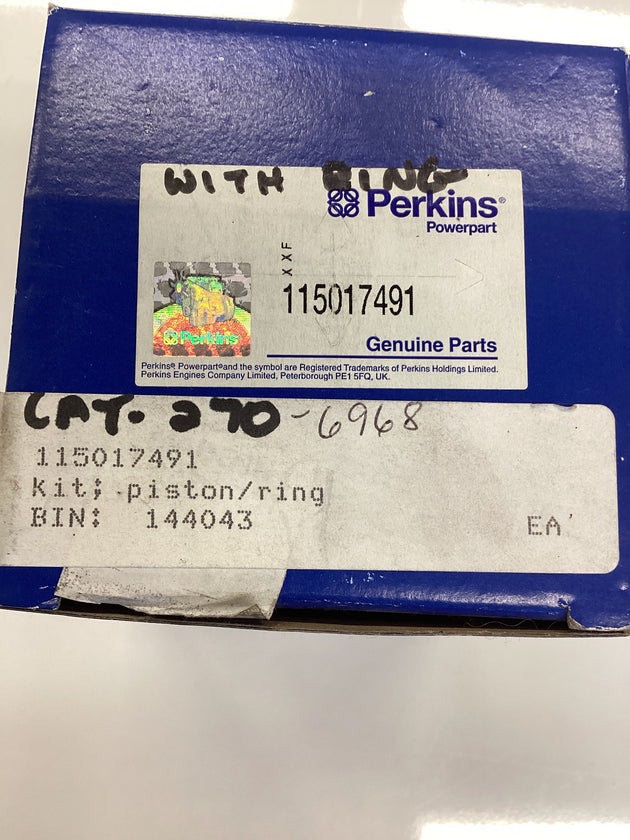 WITH RING
Perkins®
Powerpart
XXF
115017491
Perkins
Genuine Parts
Perkins® Powerpart® and the symbol are Registered Trademarks of Perkins Holdings Limited.
Perkins Engines Company Limited, Peterborough PE1 5FQ, UK.
CAT. 270-6968
115017491
kit; piston/ring
BIN: 144043
EA